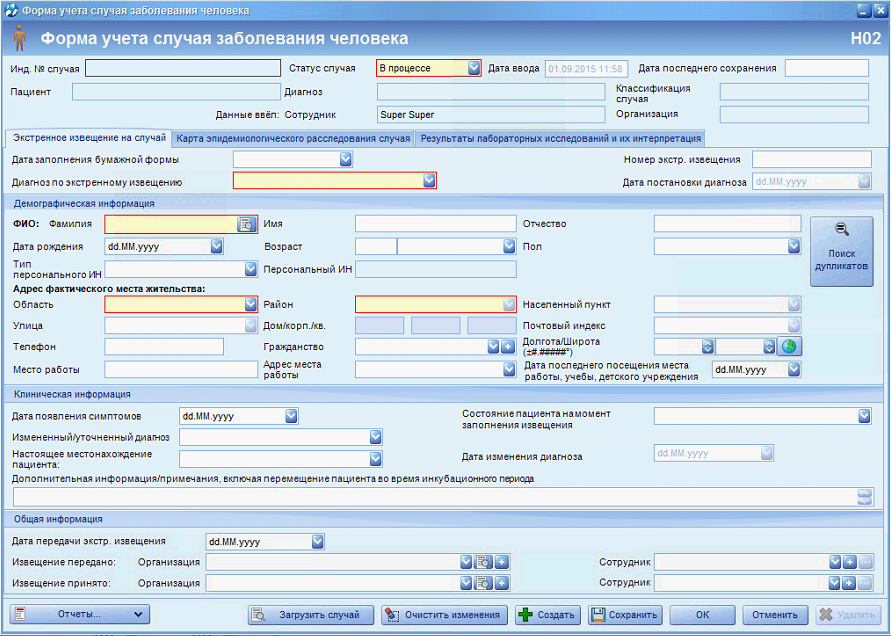 Форма учета случая заболевания человека
Форма учета случая заболевания человека H02
Инд. № случая Статус случая В процессе Дата ввода 01.09.2015 11:58 Дата последнего сохранения
Пациент Диагноз Классификация случая
Данные ввёл: Сотрудник Super Super Организация
Экстренное извещение на случай Карта эпидемиологического расследования случая Результаты лабораторных исследований и их интерпретация
Дата заполнения бумажной формы Номер экстр. извещения
Диагноз по экстренному извещению Дата постановки диагноза dd.MM.yyyy
Демографическая информация
ФИО: Фамилия Имя Отчество
Дата рождения dd.MM.yyyy Возраст Пол
Поиск дупликатов
Тип персонального ИН Персональный ИН
Адрес фактического места жительства:
Область Район Населенный пункт
Улица Дом/корп./кв. Почтовый индекс
Телефон Гражданство Долгота/Широта (±#.#####°)
Место работы Адрес места работы Дата последнего посещения места работы, учебы, детского учреждения dd.MM.yyyy
Клиническая информация
Дата появления симптомов dd.MM.yyyy Состояние пациента на момент заполнения извещения
Измененный/уточненный диагноз
Настоящее местонахождение пациента: Дата изменения диагноза dd.MM.yyyy
Дополнительная информация/примечания, включая перемещение пациента во время инкубационного периода
Общая информация
Дата передачи экстр. извещения dd.MM.yyyy
Извещение передано: Организация Сотрудник
Извещение принято: Организация Сотрудник
Отчеты... Загрузить случай Очистить изменения Создать Сохранить ОК Отменить Удалить